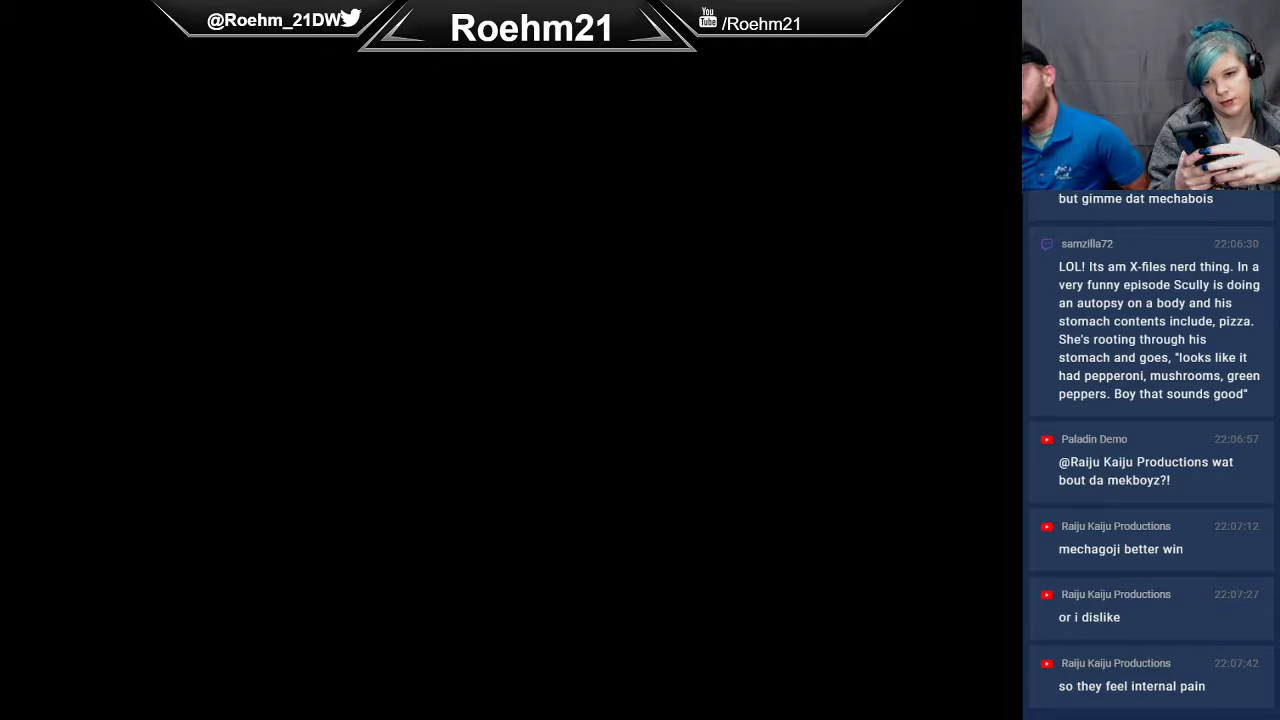 @Roehm_21DW
Roehm21
You
Tube
/Roehm21
but gimme dat mechabois
samzilla72 22:06:30
LOL! Its am X-files nerd thing. In a
very funny episode Scully is doing
an autopsy on a body and his
stomach contents include, pizza.
She's rooting through his
stomach and goes, "looks like it
had pepperoni, mushrooms, green
peppers. Boy that sounds good"
Paladin Demo 22:06:57
@Raiju Kaiju Productions wat
bout da mekboyz?!
Raiju Kaiju Productions 22:07:12
mechagoji better win
Raiju Kaiju Productions 22:07:27
or i dislike
Raiju Kaiju Productions 22:07:42
so they feel internal pain